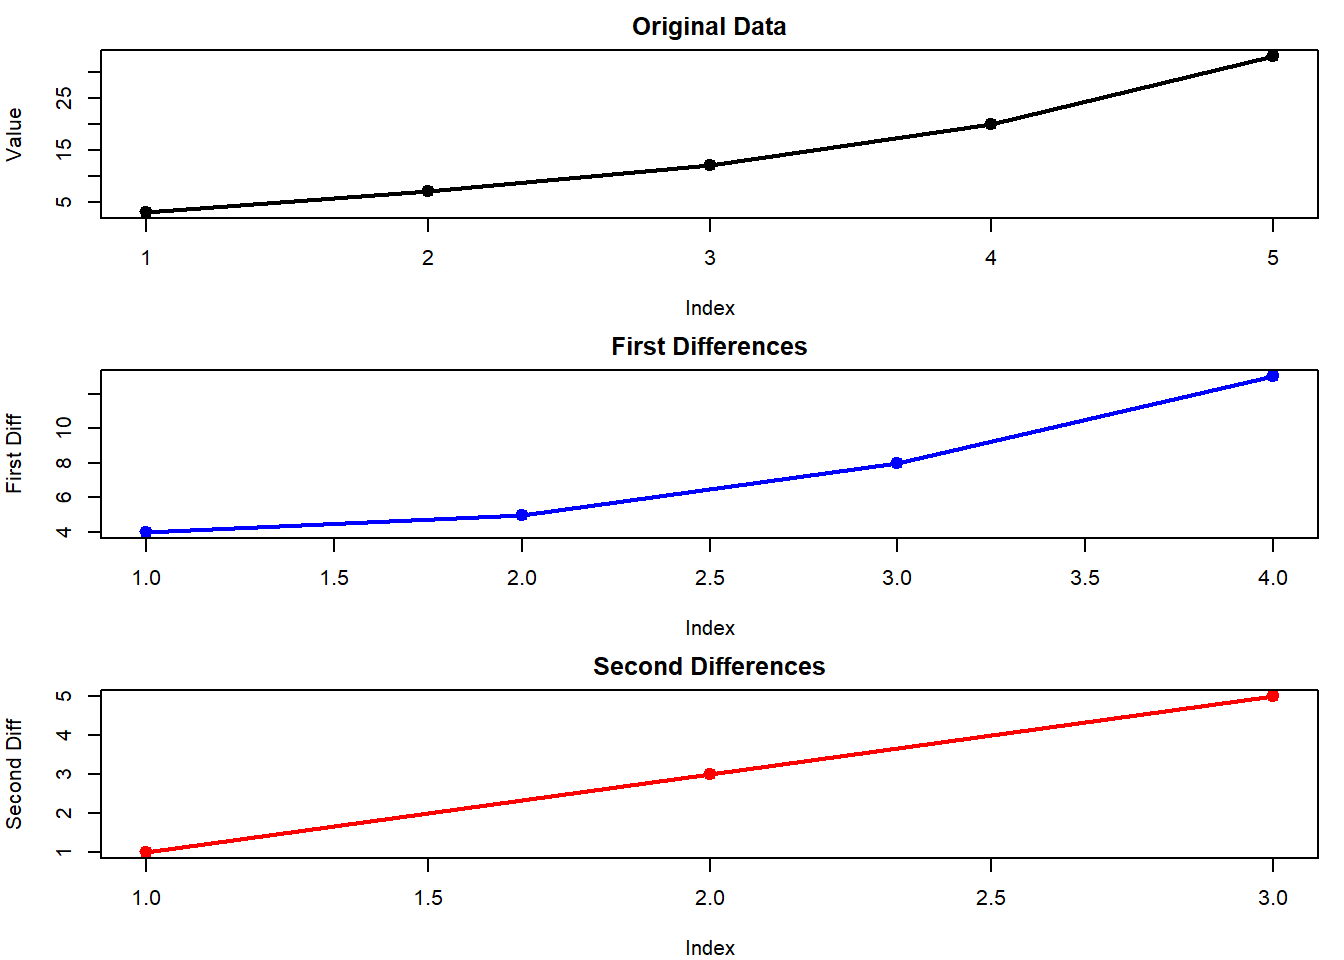 Original Data
Value
25
15
5
1 2 3 4 5
Index
First Differences
First Diff
10
8
6
4
1.0 1.5 2.0 2.5 3.0 3.5 4.0
Index
Second Differences
Second Diff
5
4
3
2
1
1.0 1.5 2.0 2.5 3.0
Index